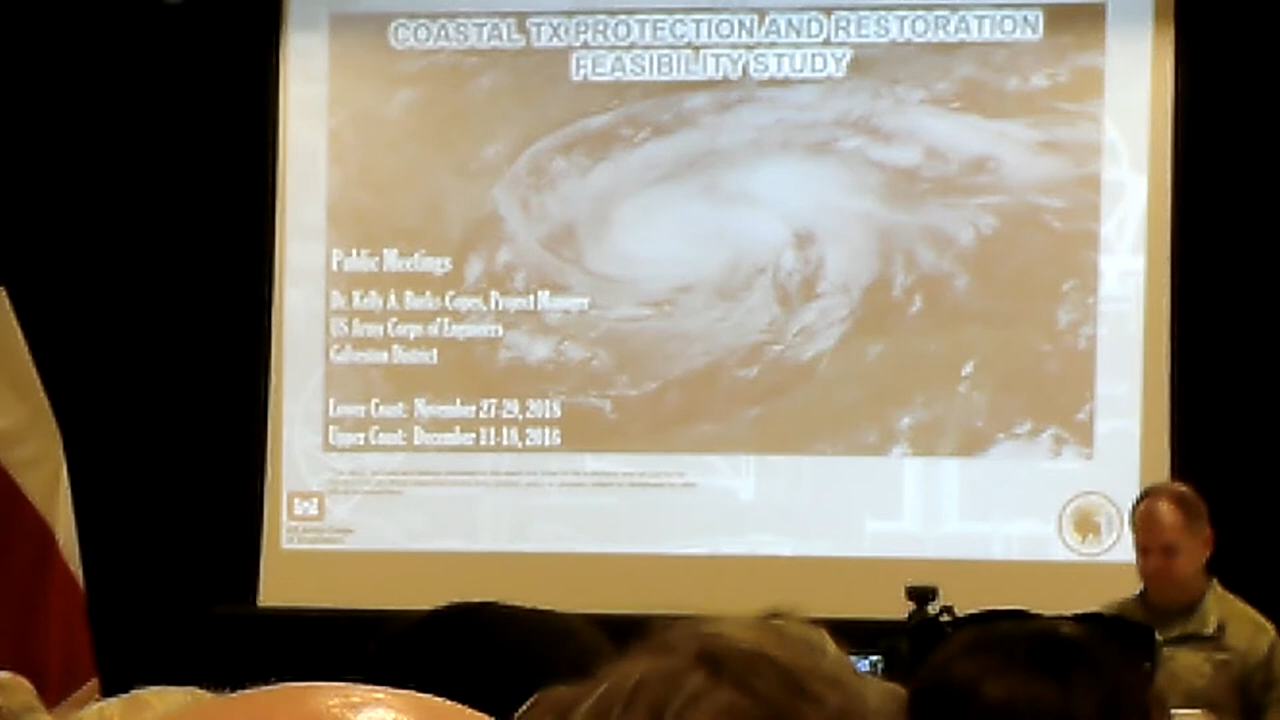 COASTAL TX PROTECTION AND RESTORATION
FEASIBILITY STUDY
Public Meetings
Dr. Kelly A. Burks-Copes, Project Manager
US Army Corps of Engineers
Galveston District
Lower Coast: November 27-29, 2018
Upper Coast: December 11-18, 2018